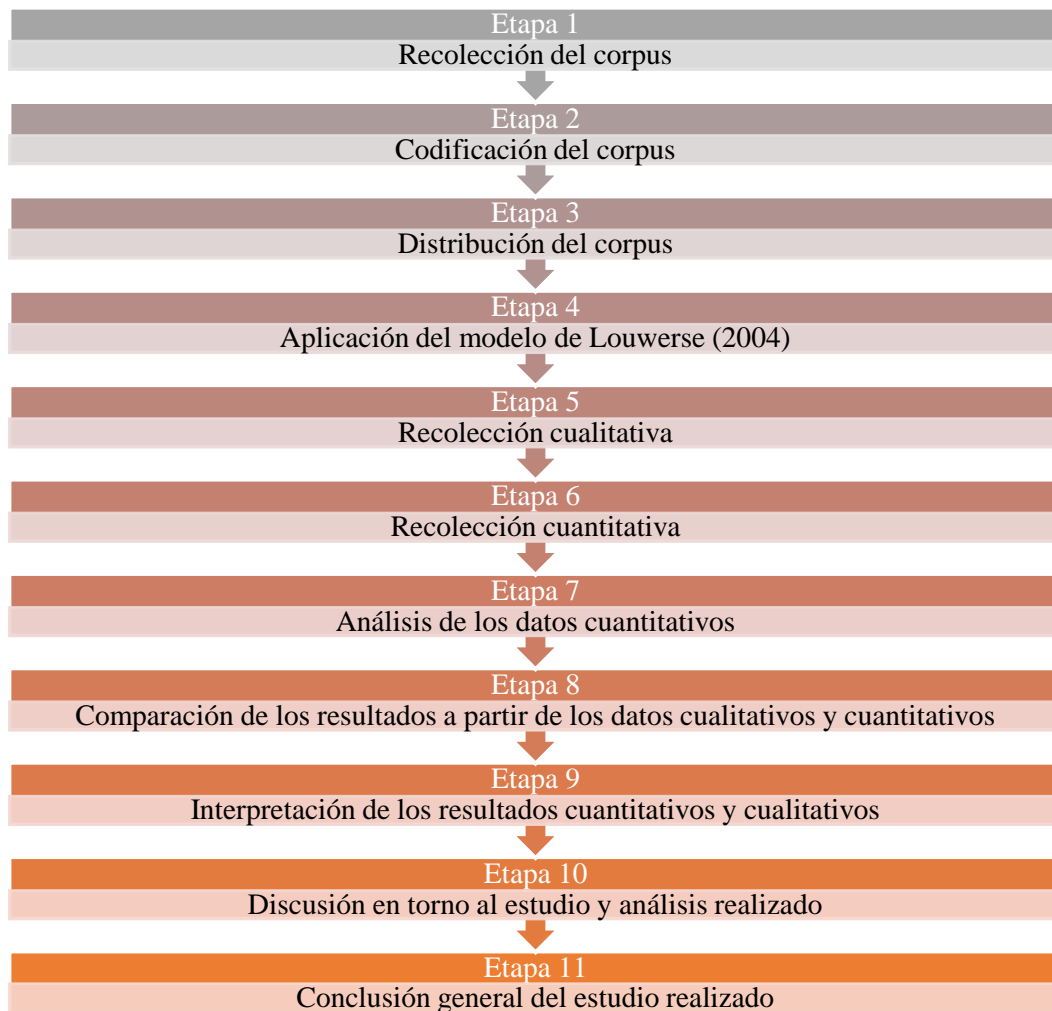 Etapa 1
Recolección del corpus
Etapa 2
Codificación del corpus
Etapa 3
Distribución del corpus
Etapa 4
Aplicación del modelo de Louwerse (2004)
Etapa 5
Recolección cualitativa
Etapa 6
Recolección cuantitativa
Etapa 7
Análisis de los datos cuantitativos
Etapa 8
Comparación de los resultados a partir de los datos cualitativos y cuantitativos
Etapa 9
Interpretación de los resultados cuantitativos y cualitativos
Etapa 10
Discusión en torno al estudio y análisis realizado
Etapa 11
Conclusión general del estudio realizado